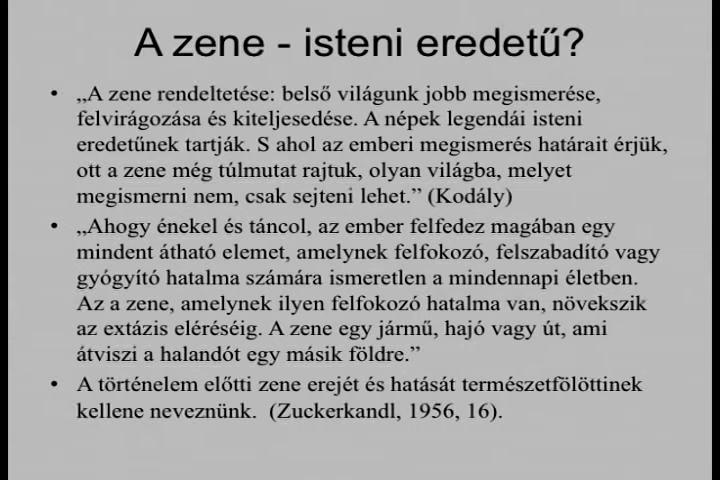 A zene - isteni eredetű?
• „A zene rendeltetése: belső világunk jobb megismerése,
felvirágozása és kiteljesedése. A népek legendái isteni
eredetűnek tartják. S ahol az emberi megismerés határait érjük,
ott a zene még túlmutat rajtuk, olyan világba, melyet
megismerni nem, csak sejteni lehet.” (Kodály)
• „Ahogy énekel és táncol, az ember felfedez magában egy
mindent átható elemet, amelynek felfokozó, felszabadító vagy
gyógyító hatalma számára ismeretlen a mindennapi életben.
Az a zene, amelynek ilyen felfokozó hatalma van, növekszik
az extázis eléréséig. A zene egy jármű, hajó vagy út, ami
átviszi a halandót egy másik földre.”
• A történelem előtti zene erejét és hatását természetfölöttinek
kellene neveznünk. (Zuckerkandl, 1956, 16).